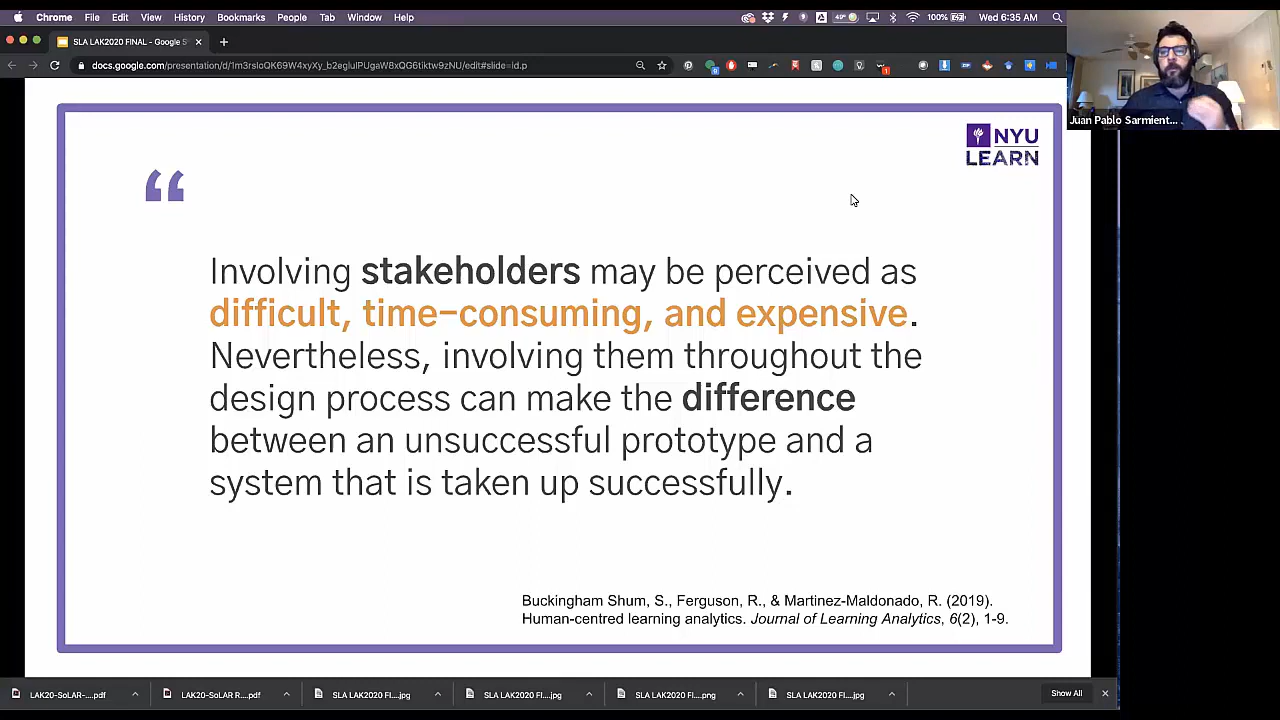 Chrome File Edit View History Bookmarks People Tab Window Help
100% Wed 6:35 AM
SLA LAK2020 FINAL - Google S
Juan Pablo Sarmient...
NYU
LEARN
“
Involving stakeholders may be perceived as
difficult, time-consuming, and expensive.
Nevertheless, involving them throughout the
design process can make the difference
between an unsuccessful prototype and a
system that is taken up successfully.
Buckingham Shum, S., Ferguson, R., & Martinez-Maldonado, R. (2019).
Human-centred learning analytics. Journal of Learning Analytics, 6(2), 1-9.
LAK20-SoLAR-....pdf LAK20-SoLAR R....pdf SLA LAK2020 FI....jpg SLA LAK2020 FI....jpg SLA LAK2020 FI....png SLA LAK2020 FI....jpg Show All